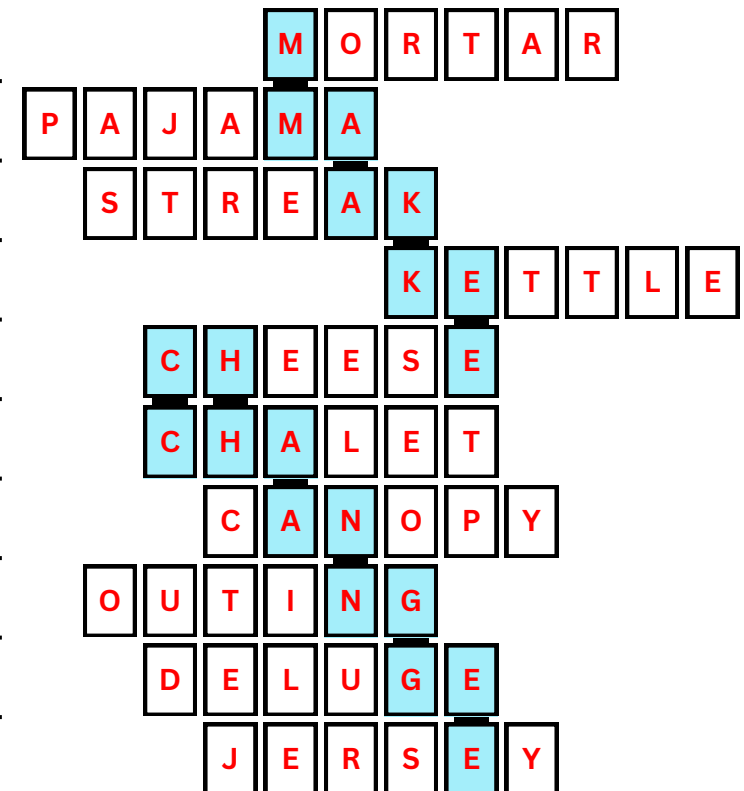 MORTAR
PAJAMA
STREAK
KETTLE
CHEESE
CHALET
CANOPY
OUTING
DELUGE
JERSEY